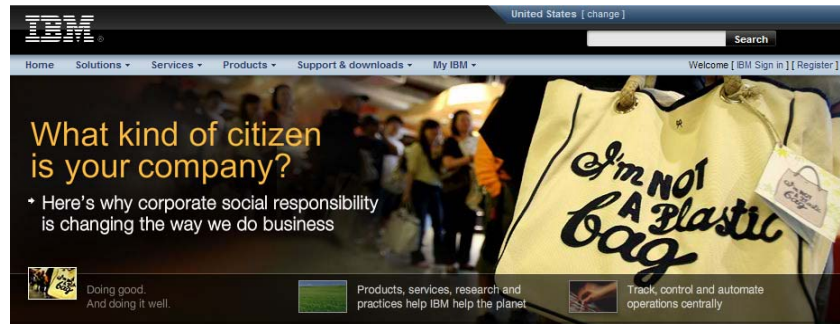 United States [ change ]
IBM®
Search
Home Solutions Services Products Support & downloads My IBM Welcome [ IBM Sign in ] [ Register ]
What kind of citizen
is your company?
Here's why corporate social responsibility
is changing the way we do business
I'm NOT
A Plastic
bag
I'm NOT
A Plastic
bag
Doing good.
And doing it well.
Products, services, research and
practices help IBM help the planet
Track, control and automate
operations centrally